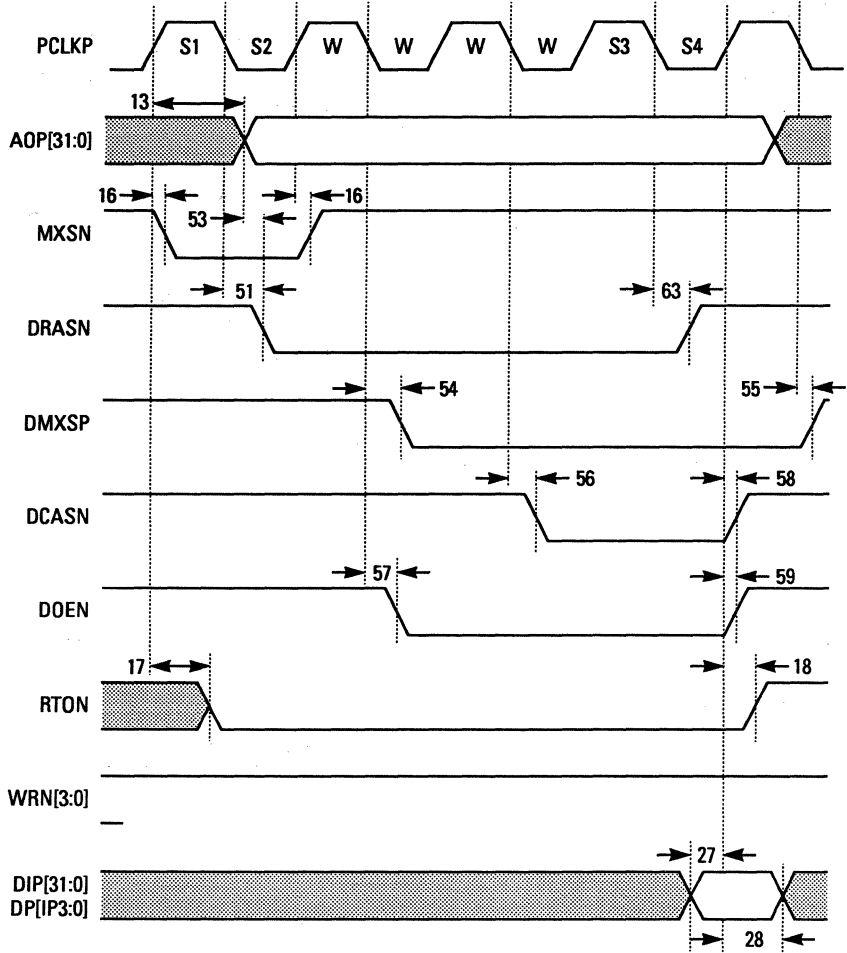 PCLKP S1 S2 W W W W S3 S4
13
AOP[31:0]
16 16
53
MXSN
51 63
DRASN
54 55
DMXSP
56 58
DCASN
57 59
DOEN
17 18
RTON
WRN[3:0]
27
DIP[31:0]
DP[IP3:0]
28